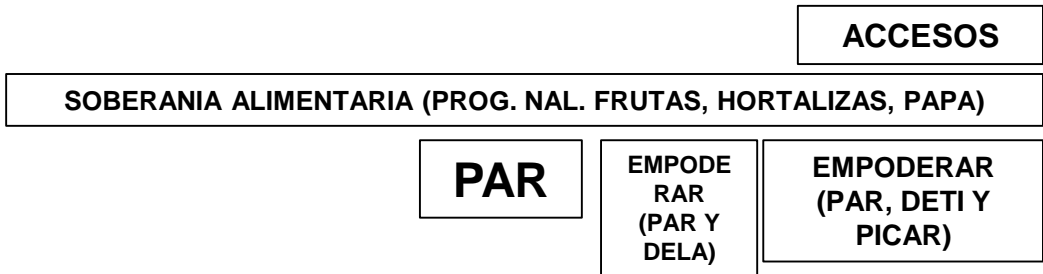 ACCESOS
SOBERANIA ALIMENTARIA (PROG. NAL. FRUTAS, HORTALIZAS, PAPA)
PAR
EMPODE
RAR
(PAR Y
DELA)
EMPODERAR
(PAR, DETI Y
PICAR)